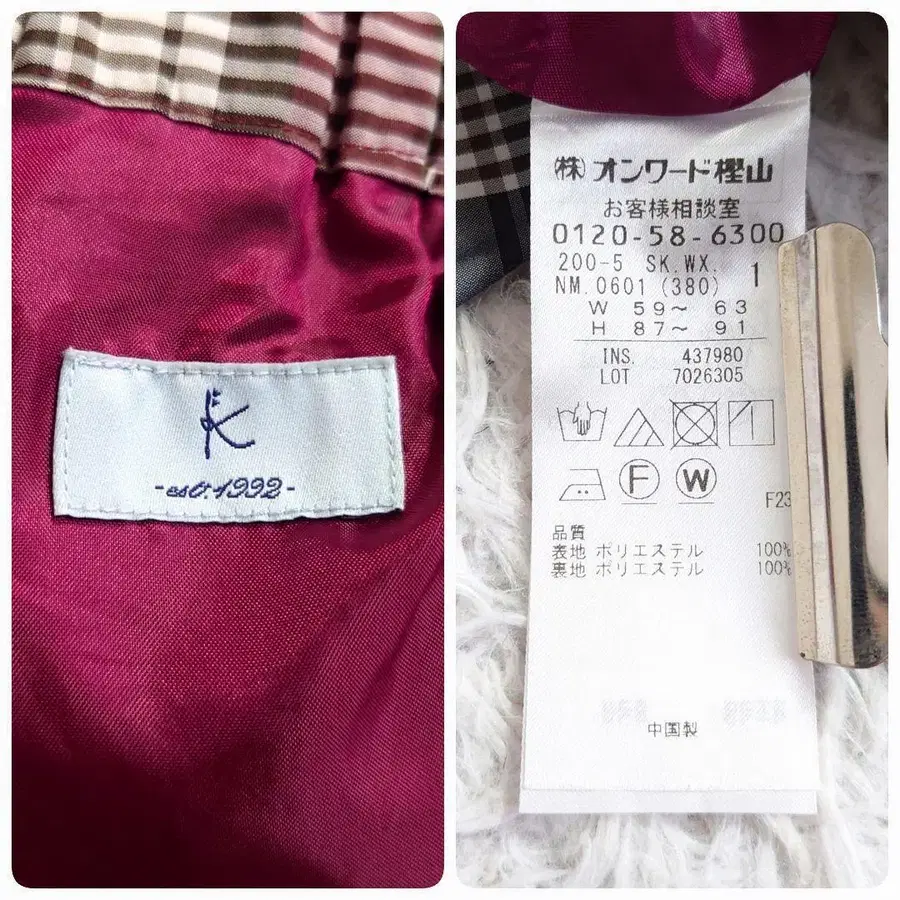 K
-est.1992-
㈱オンワード樫山
お客様相談室
0120-58-6300
200-5 SK.WX. 1
NM.0601 (380)
W 59~ 63
H 87~ 91
INS. 437980
LOT 7026305
F W
F23
品質
表地 ポリエステル 100%
裏地 ポリエステル 100%
中国製